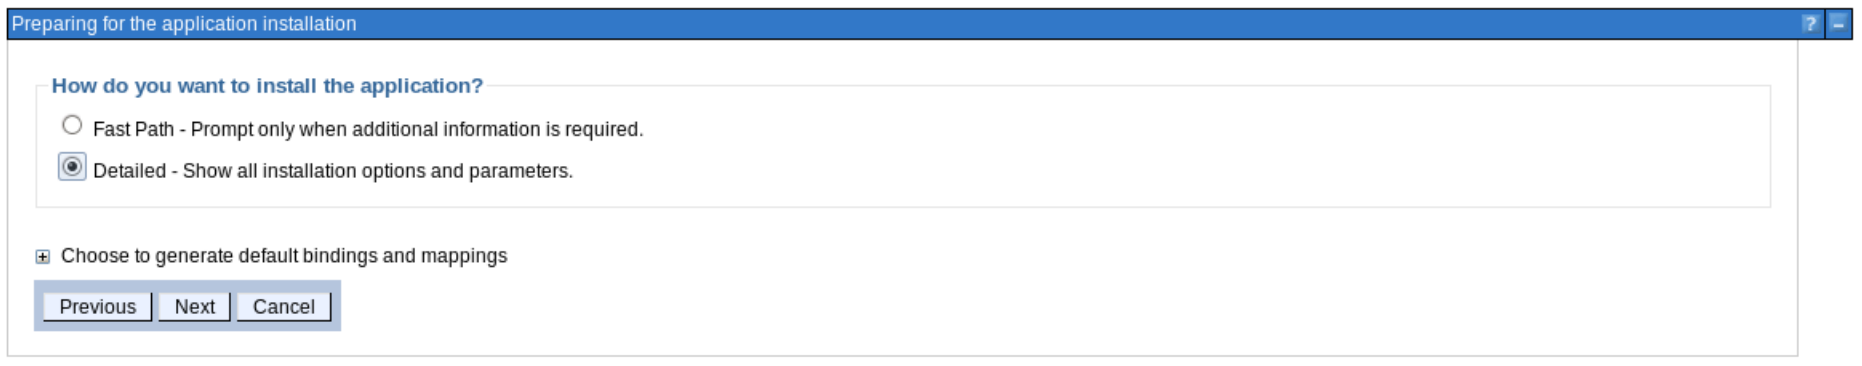 Preparing for the application installation ? –
How do you want to install the application?
Fast Path - Prompt only when additional information is required.
Detailed - Show all installation options and parameters.
Choose to generate default bindings and mappings
Previous Next Cancel